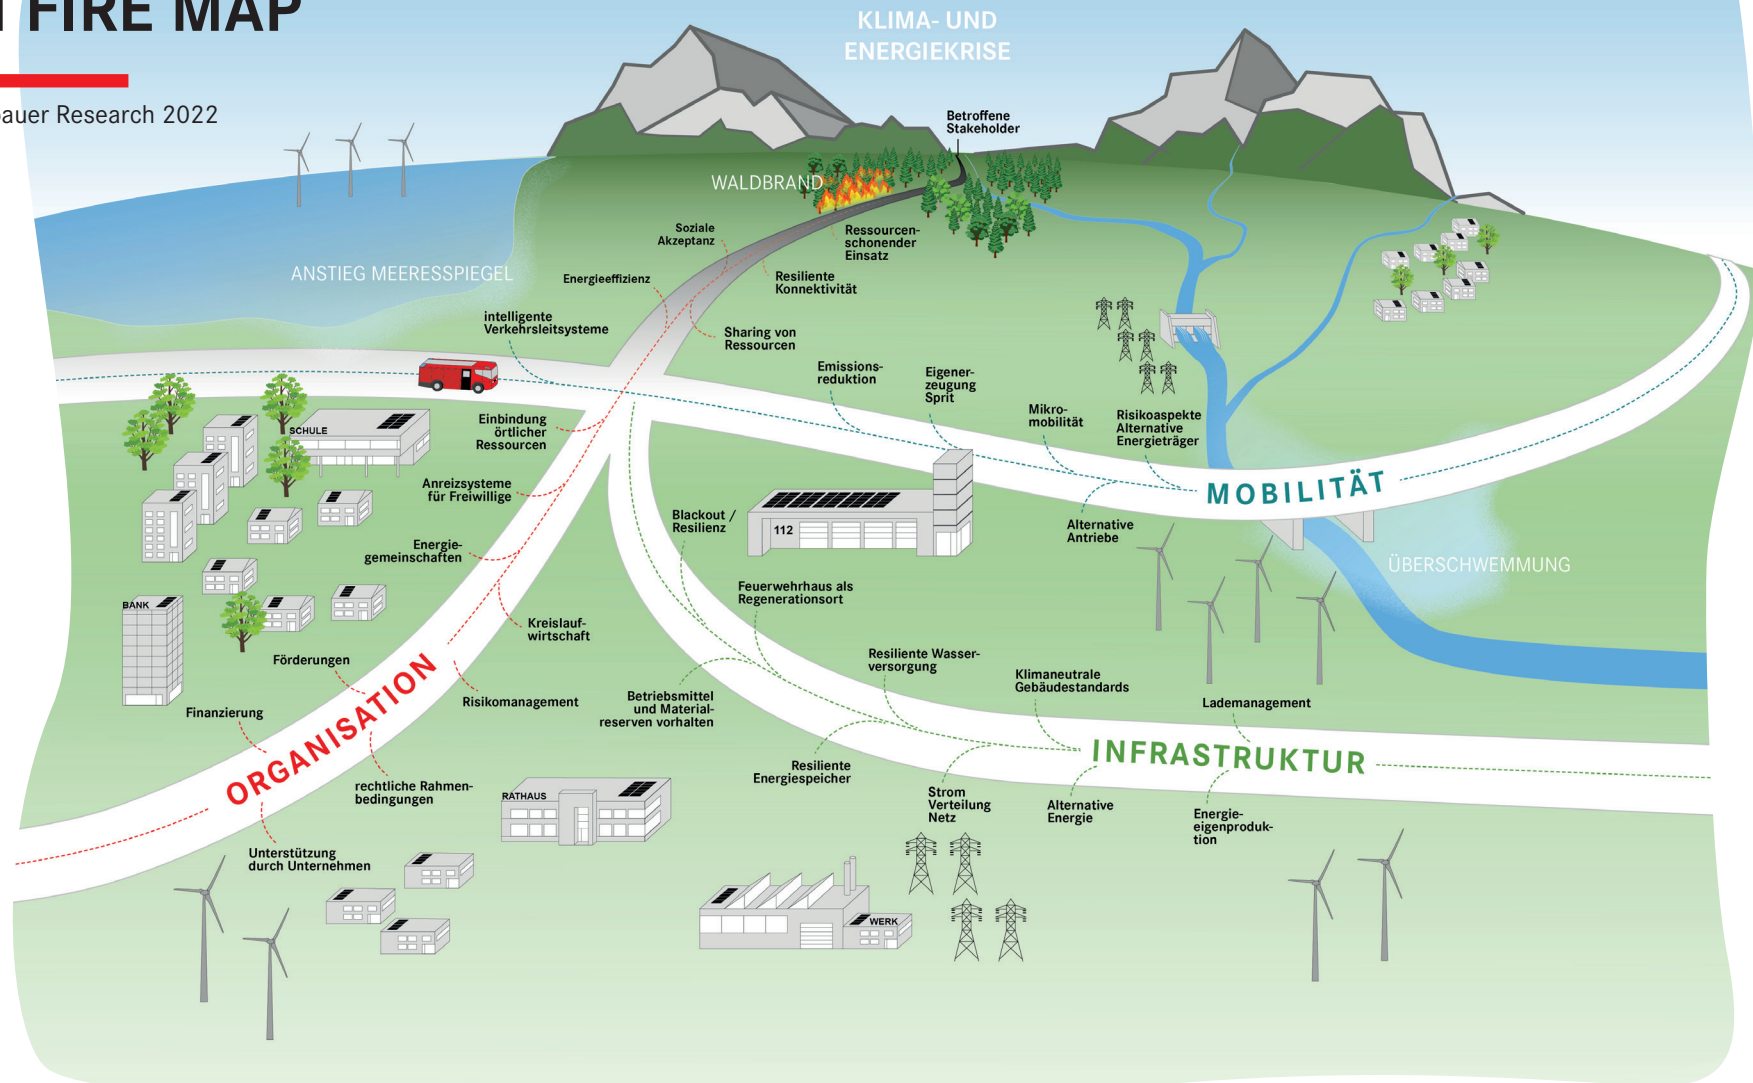 FIRE MAP
Research 2022
KLIMA- UND
ENERGIEKRISE
Betroffene
Stakeholder
WALDBRAND
ANSTIEG MEERESSPIEGEL
Soziale
Akzeptanz
Ressourcen-
schonender
Einsatz
Energieeffizienz
Resiliente
Konnektivität
intelligente
Verkehrsleitsysteme
Sharing von
Ressourcen
Emissions-
reduktion
Eigener-
zeugung
Sprit
Mikro-
mobilität
Risikoaspekte
Alternative
Energieträger
MOBILITÄT
Alternative
Antriebe
ÜBERSCHWEMMUNG
SCHULE
Einbindung
örtlicher
Ressourcen
Anreizsysteme
für Freiwillige
Energie-
gemeinschaften
Kreislauf-
wirtschaft
BANK
Förderungen
Finanzierung
Risikomanagement
ORGANISATION
rechtliche Rahmen-
bedingungen
Unterstützung
durch Unternehmen
Blackout /
Resilienz
112
Feuerwehrhaus als
Regenerationsort
Betriebsmittel
und Material-
reserven vorhalten
Resiliente Wasser-
versorgung
Klimaneutrale
Gebäudestandards
Lademanagement
INFRASTRUKTUR
Resiliente
Energiespeicher
Strom
Verteilung
Netz
Alternative
Energie
Energie-
eigenproduk-
tion
RATHAUS
WERK